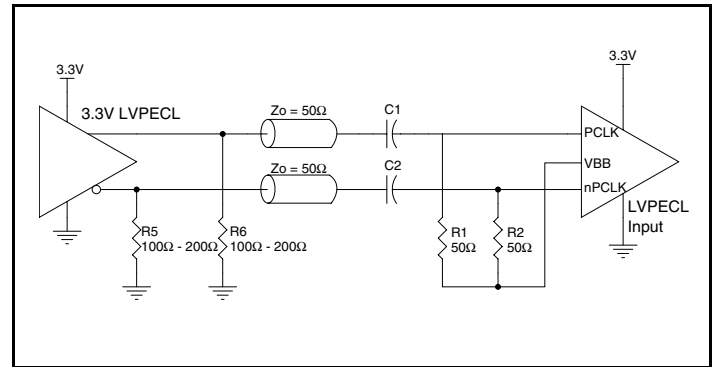 3.3V
3.3V
3.3V LVPECL
Zo = 50Ω
C1
PCLK
VBB
Zo = 50Ω
C2
nPCLK
LVPECL
Input
R5
100Ω - 200Ω
R6
100Ω - 200Ω
R1
50Ω
R2
50Ω